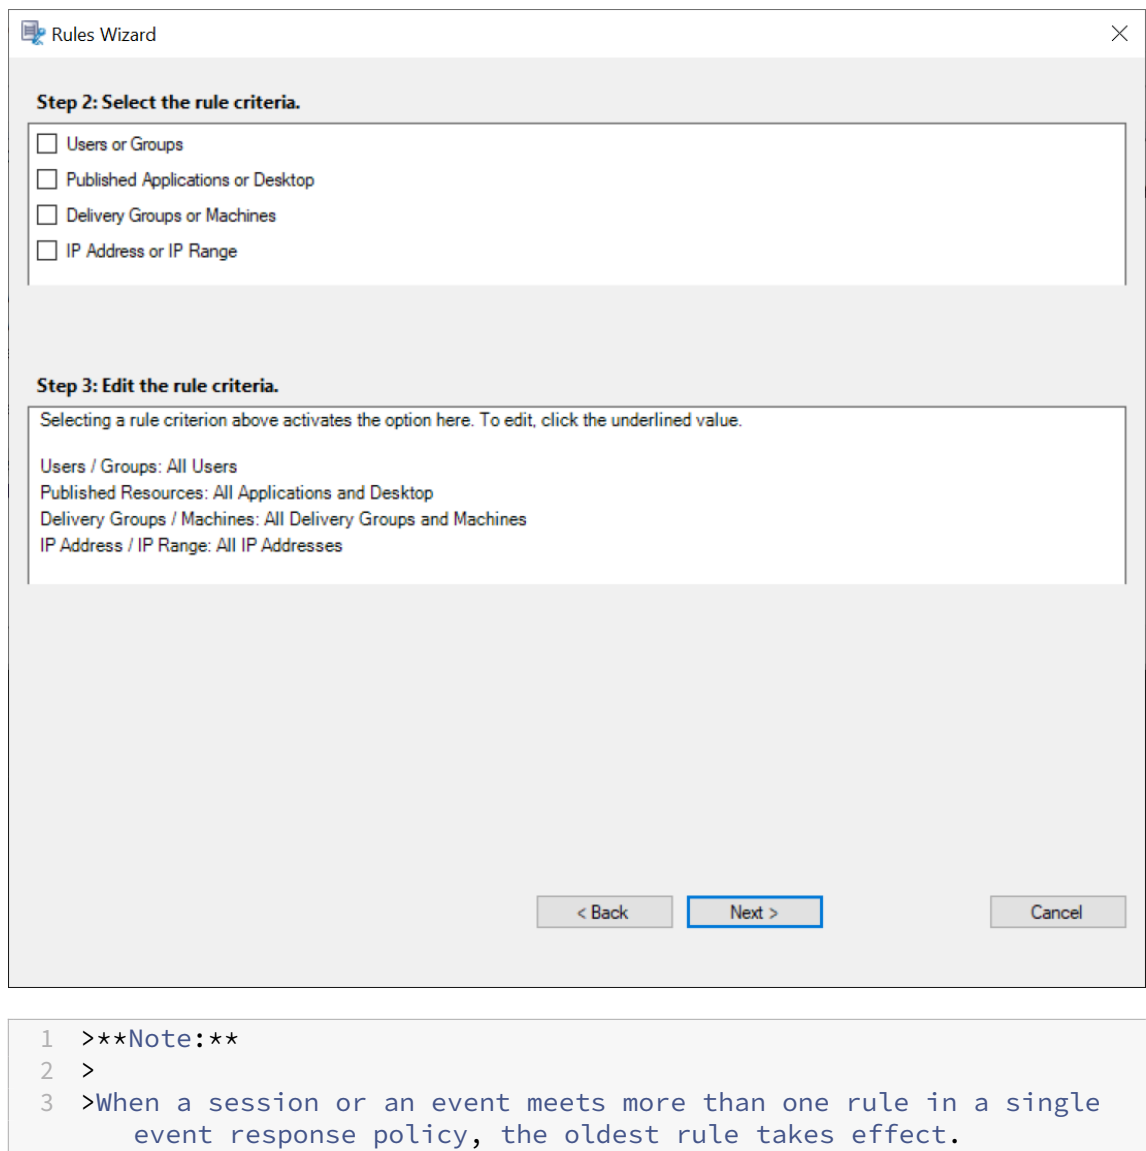 Rules Wizard
Step 2: Select the rule criteria.
Users or Groups
Published Applications or Desktop
Delivery Groups or Machines
IP Address or IP Range
Step 3: Edit the rule criteria.
Selecting a rule criterion above activates the option here. To edit, click the underlined value.
Users / Groups: All Users
Published Resources: All Applications and Desktop
Delivery Groups / Machines: All Delivery Groups and Machines
IP Address / IP Range: All IP Addresses
< Back Next > Cancel
1 >**Note:**
2 >
3 >When a session or an event meets more than one rule in a single
event response policy, the oldest rule takes effect.